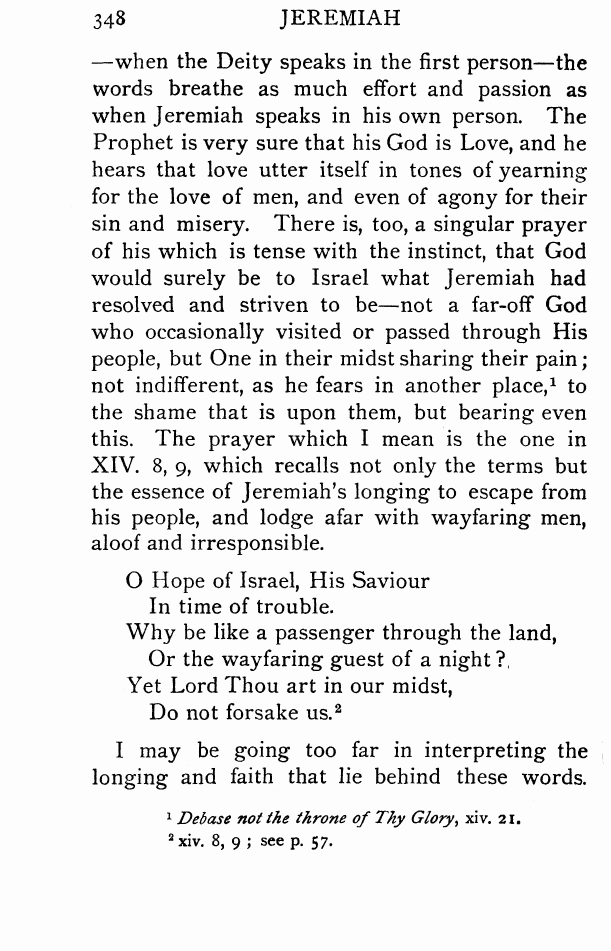 348 JEREMIAH
—when the Deity speaks in the first person—the
words breathe as much effort and passion as
when Jeremiah speaks in his own person. The
Prophet is very sure that his God is Love, and he
hears that love utter itself in tones of yearning
for the love of men, and even of agony for their
sin and misery. There is, too, a singular prayer
of his which is tense with the instinct, that God
would surely be to Israel what Jeremiah had
resolved and striven to be—not a far-off God
who occasionally visited or passed through His
people, but One in their midst sharing their pain;
not indifferent, as he fears in another place,¹ to
the shame that is upon them, but bearing even
this. The prayer which I mean is the one in
XIV. 8, 9, which recalls not only the terms but
the essence of Jeremiah's longing to escape from
his people, and lodge afar with wayfaring men,
aloof and irresponsible.
O Hope of Israel, His Saviour
In time of trouble.
Why be like a passenger through the land,
Or the wayfaring guest of a night?
Yet Lord Thou art in our midst,
Do not forsake us.²
I may be going too far in interpreting the
longing and faith that lie behind these words.
¹ Debase not the throne of Thy Glory, xiv. 21.
² xiv. 8, 9; see p. 57.